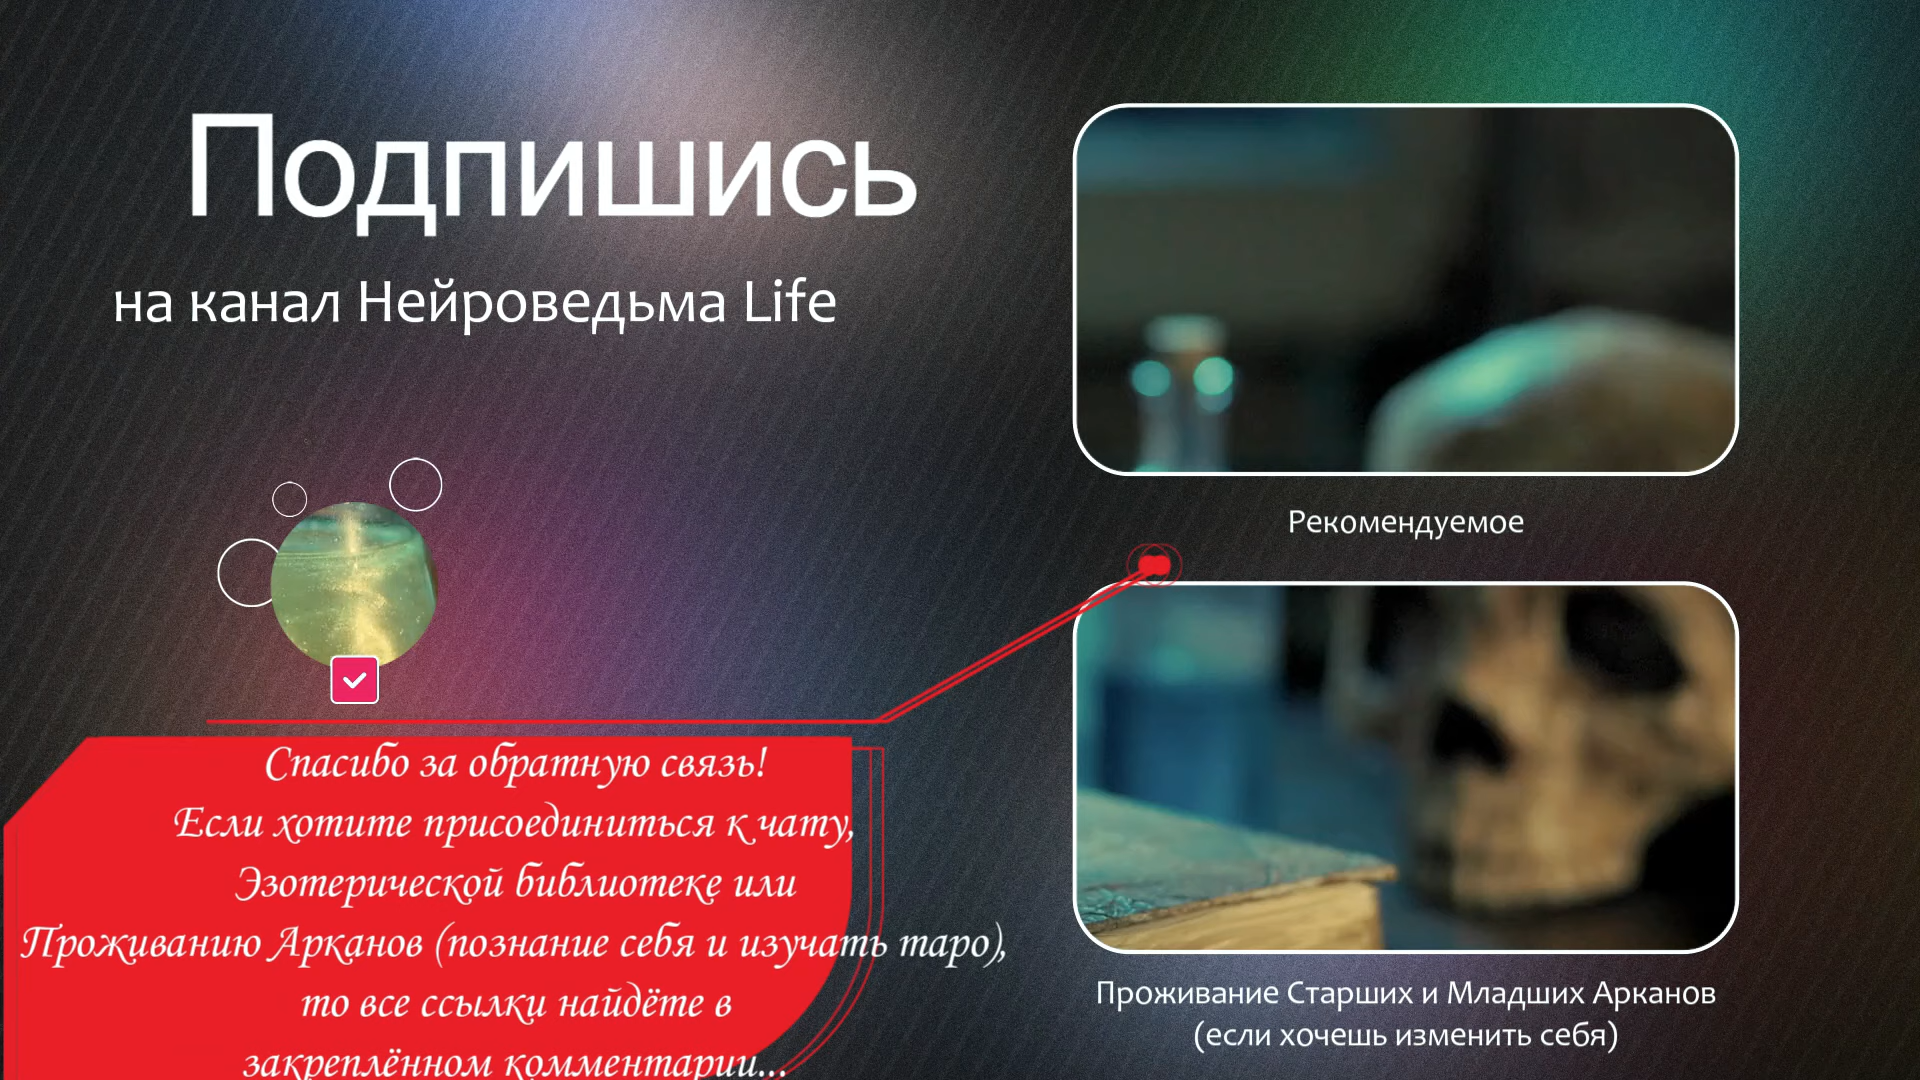 Подпишись
на канал Нейроведьма Life
Рекомендуемое
Спасибо за обратную связь!
Если хотите присоединиться к чату,
Эзотерической библиотеке или
Проживанию Арканов (познание себя и изучать таро),
то все ссылки найдёте в
закреплённом комментарии...
Проживание Старших и Младших Арканов
(если хочешь изменить себя)